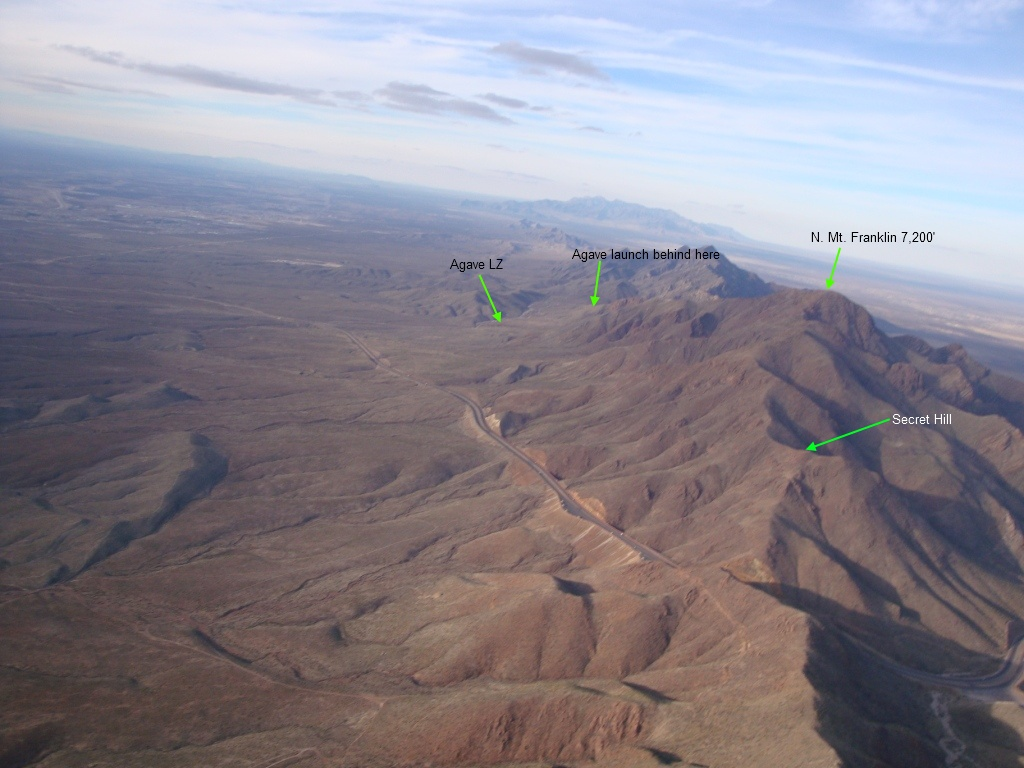 N. Mt. Franklin 7,200'
Agave launch behind here
Agave LZ
Secret Hill